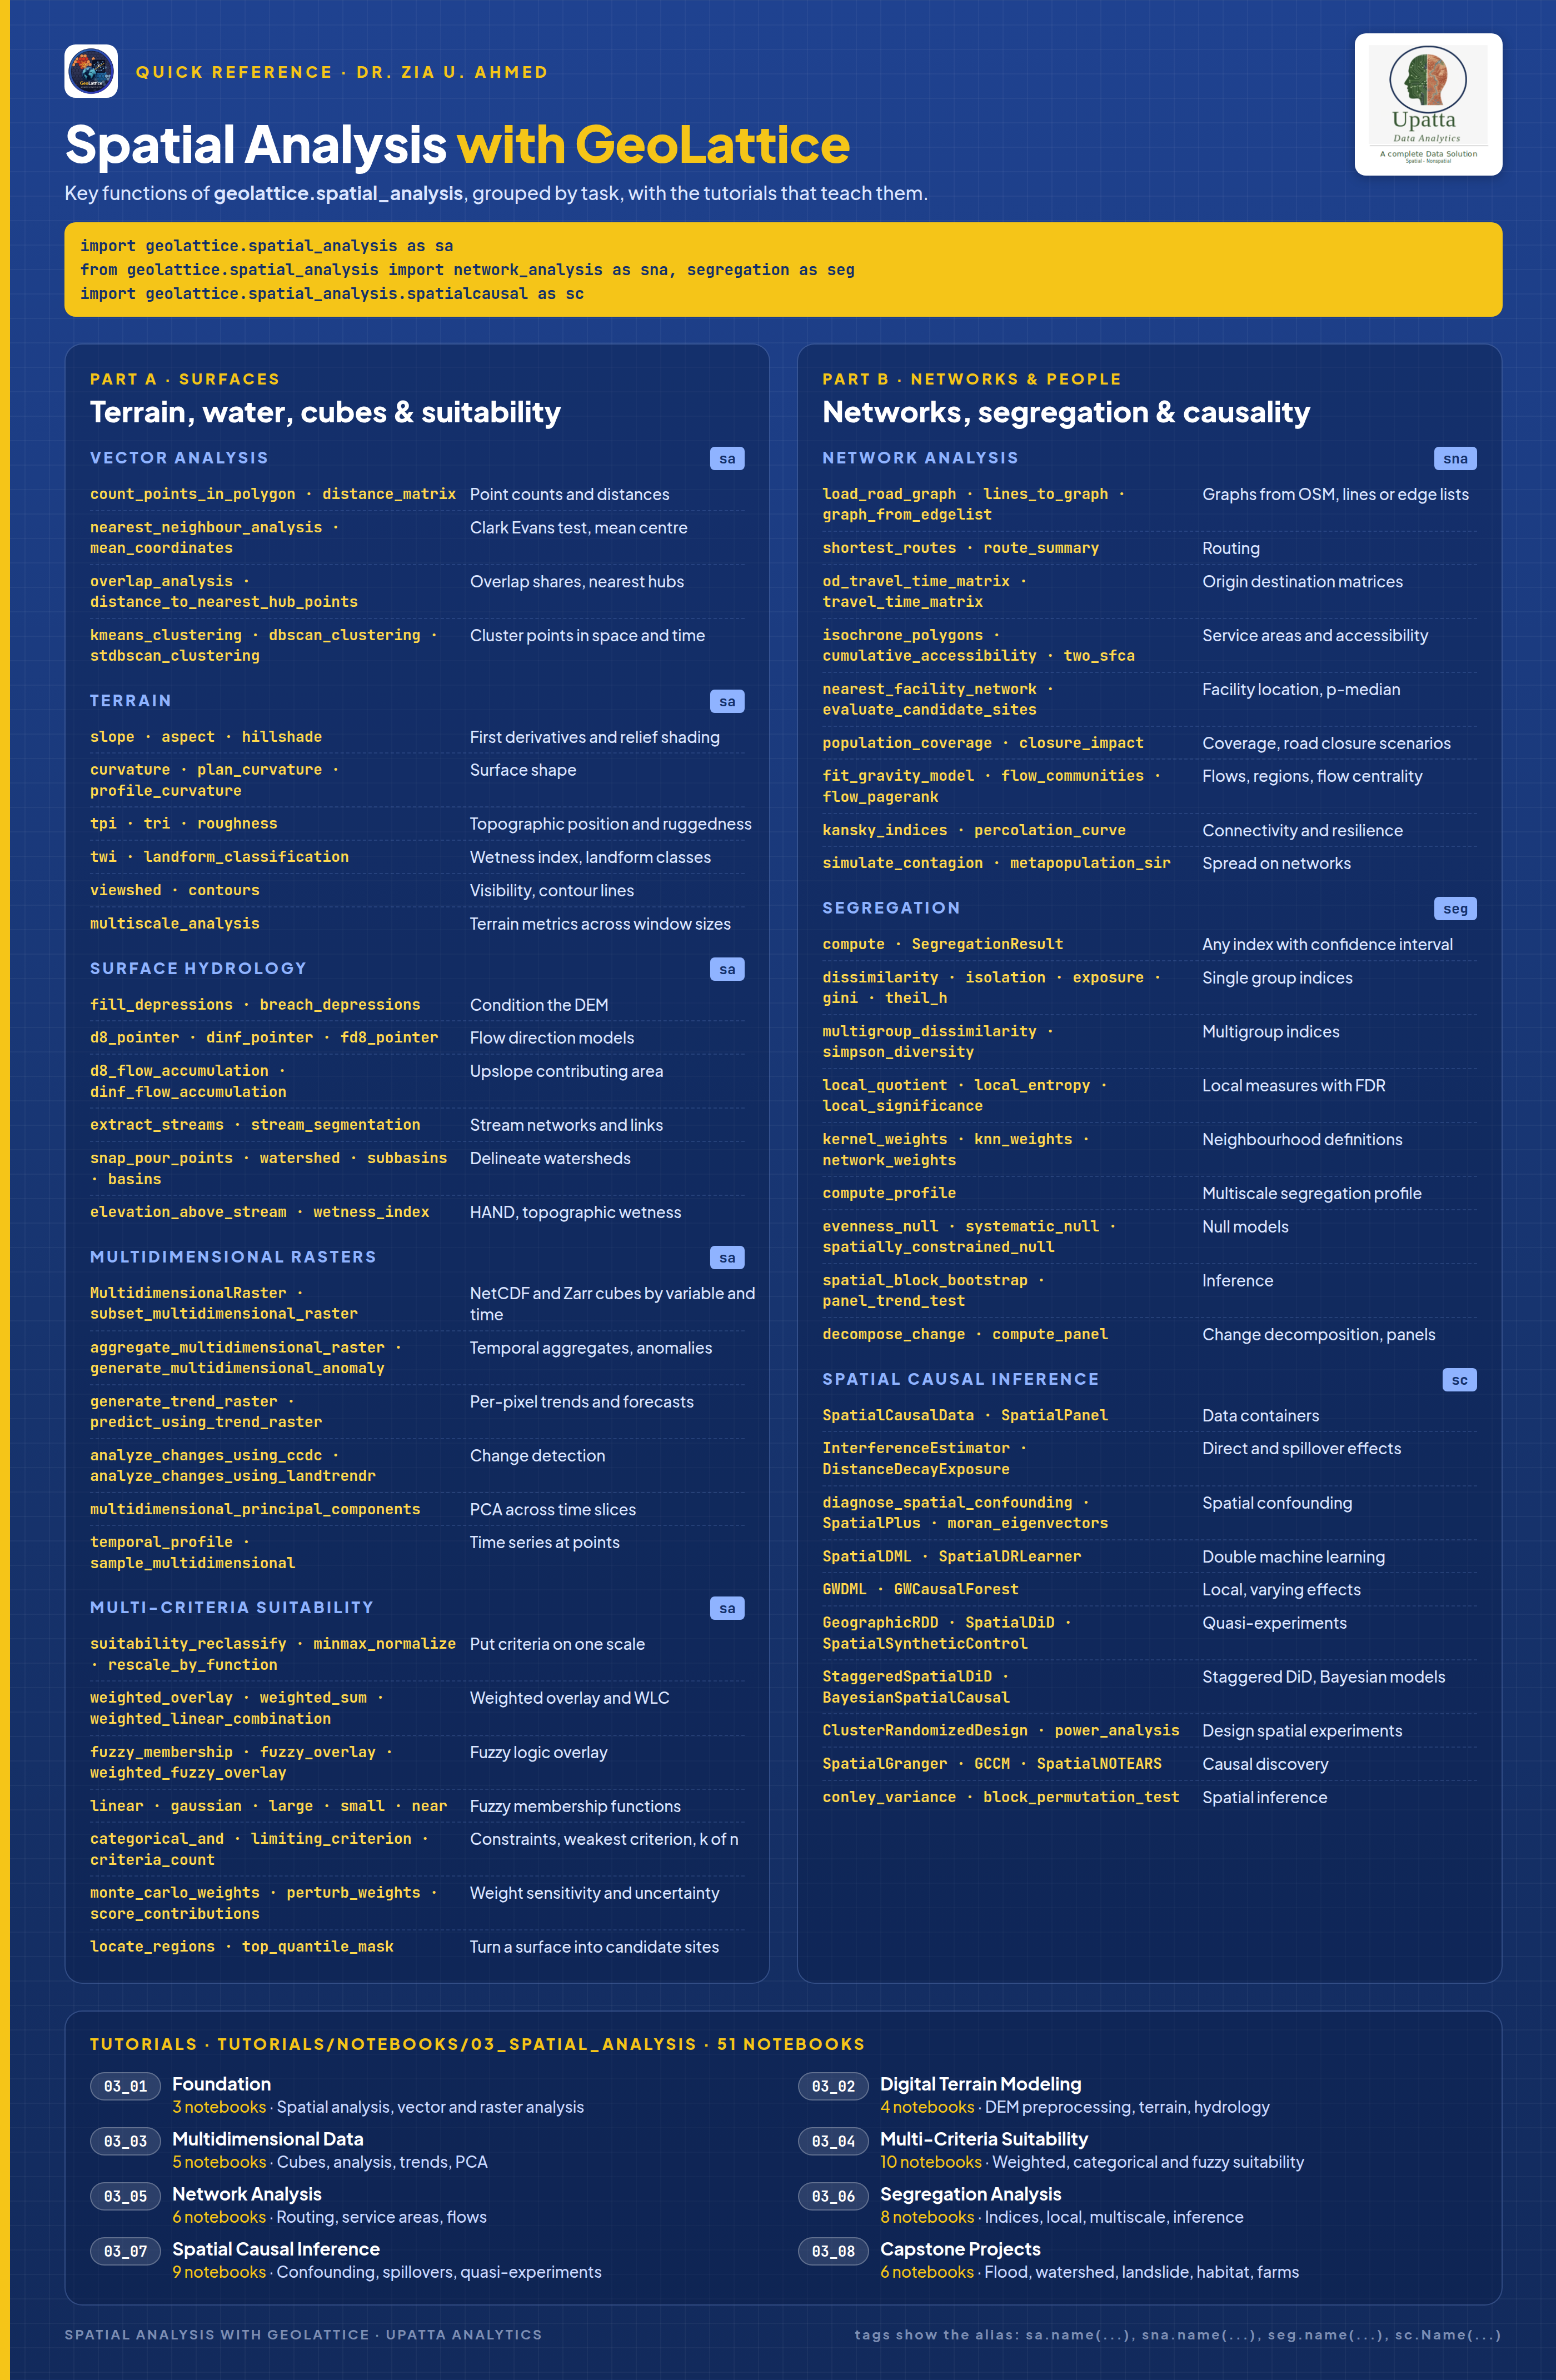 QUICK REFERENCE · DR. ZIA U. AHMED
Upatta
Data Analytics
A complete Data Solution
Spatial - Nonspatial
Spatial Analysis with GeoLattice
Key functions of geolattice.spatial_analysis, grouped by task, with the tutorials that teach them.
import geolattice.spatial_analysis as sa
from geolattice.spatial_analysis import network_analysis as sna, segregation as seg
import geolattice.spatial_analysis.spatialcausal as sc
PART A · SURFACES
Terrain, water, cubes & suitability
VECTOR ANALYSIS sa
count_points_in_polygon · distance_matrix Point counts and distances
nearest_neighbour_analysis · Clark Evans test, mean centre
mean_coordinates
overlap_analysis · Overlap shares, nearest hubs
distance_to_nearest_hub_points
kmeans_clustering · dbscan_clustering · Cluster points in space and time
stdbscan_clustering
TERRAIN sa
slope · aspect · hillshade First derivatives and relief shading
curvature · plan_curvature · Surface shape
profile_curvature
tpi · tri · roughness Topographic position and ruggedness
twi · landform_classification Wetness index, landform classes
viewshed · contours Visibility, contour lines
multiscale_analysis Terrain metrics across window sizes
SURFACE HYDROLOGY sa
fill_depressions · breach_depressions Condition the DEM
d8_pointer · dinf_pointer · fd8_pointer Flow direction models
d8_flow_accumulation · Upslope contributing area
dinf_flow_accumulation
extract_streams · stream_segmentation Stream networks and links
snap_pour_points · watershed · subbasins Delineate watersheds
· basins
elevation_above_stream · wetness_index HAND, topographic wetness
MULTIDIMENSIONAL RASTERS sa
MultidimensionalRaster · NetCDF and Zarr cubes by variable and
subset_multidimensional_raster time
aggregate_multidimensional_raster · Temporal aggregates, anomalies
generate_multidimensional_anomaly
generate_trend_raster · Per-pixel trends and forecasts
predict_using_trend_raster
analyze_changes_using_ccdc · Change detection
analyze_changes_using_landtrendr
multidimensional_principal_components PCA across time slices
temporal_profile · Time series at points
sample_multidimensional
MULTI-CRITERIA SUITABILITY sa
suitability_reclassify · minmax_normalize Put criteria on one scale
· rescale_by_function
weighted_overlay · weighted_sum · Weighted overlay and WLC
weighted_linear_combination
fuzzy_membership · fuzzy_overlay · Fuzzy logic overlay
weighted_fuzzy_overlay
linear · gaussian · large · small · near Fuzzy membership functions
categorical_and · limiting_criterion · Constraints, weakest criterion, k of n
criteria_count
monte_carlo_weights · perturb_weights · Weight sensitivity and uncertainty
score_contributions
locate_regions · top_quantile_mask Turn a surface into candidate sites
PART B · NETWORKS & PEOPLE
Networks, segregation & causality
NETWORK ANALYSIS sna
load_road_graph · lines_to_graph · Graphs from OSM, lines or edge lists
graph_from_edgelist
shortest_routes · route_summary Routing
od_travel_time_matrix · Origin destination matrices
travel_time_matrix
isochrone_polygons · Service areas and accessibility
cumulative_accessibility · two_sfca
nearest_facility_network · Facility location, p-median
evaluate_candidate_sites
population_coverage · closure_impact Coverage, road closure scenarios
fit_gravity_model · flow_communities · Flows, regions, flow centrality
flow_pagerank
kansky_indices · percolation_curve Connectivity and resilience
simulate_contagion · metapopulation_sir Spread on networks
SEGREGATION seg
compute · SegregationResult Any index with confidence interval
dissimilarity · isolation · exposure · Single group indices
gini · theil_h
multigroup_dissimilarity · Multigroup indices
simpson_diversity
local_quotient · local_entropy · Local measures with FDR
local_significance
kernel_weights · knn_weights · Neighbourhood definitions
network_weights
compute_profile Multiscale segregation profile
evenness_null · systematic_null · Null models
spatially_constrained_null
spatial_block_bootstrap · Inference
panel_trend_test
decompose_change · compute_panel Change decomposition, panels
SPATIAL CAUSAL INFERENCE sc
SpatialCausalData · SpatialPanel Data containers
InterferenceEstimator · Direct and spillover effects
DistanceDecayExposure
diagnose_spatial_confounding · Spatial confounding
SpatialPlus · moran_eigenvectors
SpatialDML · SpatialDRLearner Double machine learning
GWDML · GWCausalForest Local, varying effects
GeographicRDD · SpatialDiD · Quasi-experiments
SpatialSyntheticControl
StaggeredSpatialDiD · Staggered DiD, Bayesian models
BayesianSpatialCausal
ClusterRandomizedDesign · power_analysis Design spatial experiments
SpatialGranger · GCCM · SpatialNOTEARS Causal discovery
conley_variance · block_permutation_test Spatial inference
TUTORIALS · TUTORIALS/NOTEBOOKS/03_SPATIAL_ANALYSIS · 51 NOTEBOOKS
03_01 Foundation
3 notebooks · Spatial analysis, vector and raster analysis
03_02 Digital Terrain Modeling
4 notebooks · DEM preprocessing, terrain, hydrology
03_03 Multidimensional Data
5 notebooks · Cubes, analysis, trends, PCA
03_04 Multi-Criteria Suitability
10 notebooks · Weighted, categorical and fuzzy suitability
03_05 Network Analysis
6 notebooks · Routing, service areas, flows
03_06 Segregation Analysis
8 notebooks · Indices, local, multiscale, inference
03_07 Spatial Causal Inference
9 notebooks · Confounding, spillovers, quasi-experiments
03_08 Capstone Projects
6 notebooks · Flood, watershed, landslide, habitat, farms
SPATIAL ANALYSIS WITH GEOLATTICE · UPATTA ANALYTICS
tags show the alias: sa.name(...), sna.name(...), seg.name(...), sc.Name(...)